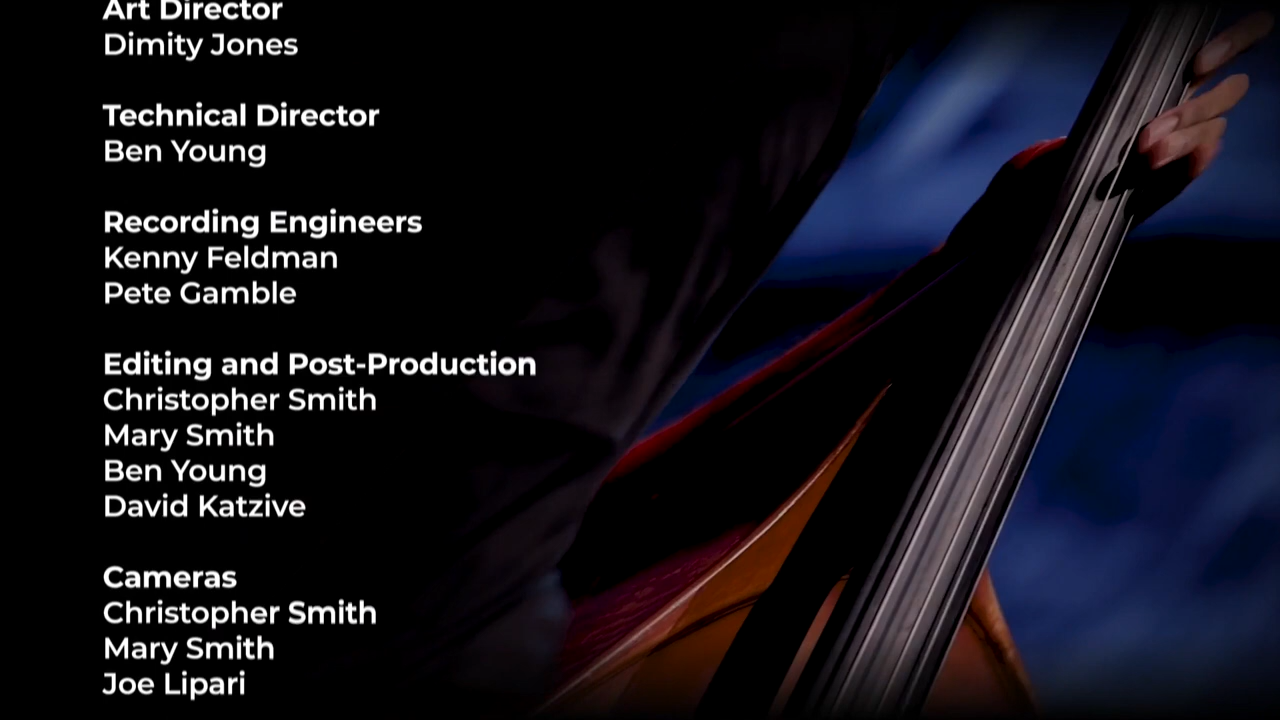 Art Director
Dimity Jones
Technical Director
Ben Young
Recording Engineers
Kenny Feldman
Pete Gamble
Editing and Post-Production
Christopher Smith
Mary Smith
Ben Young
David Katzive
Cameras
Christopher Smith
Mary Smith
Joe Lipari